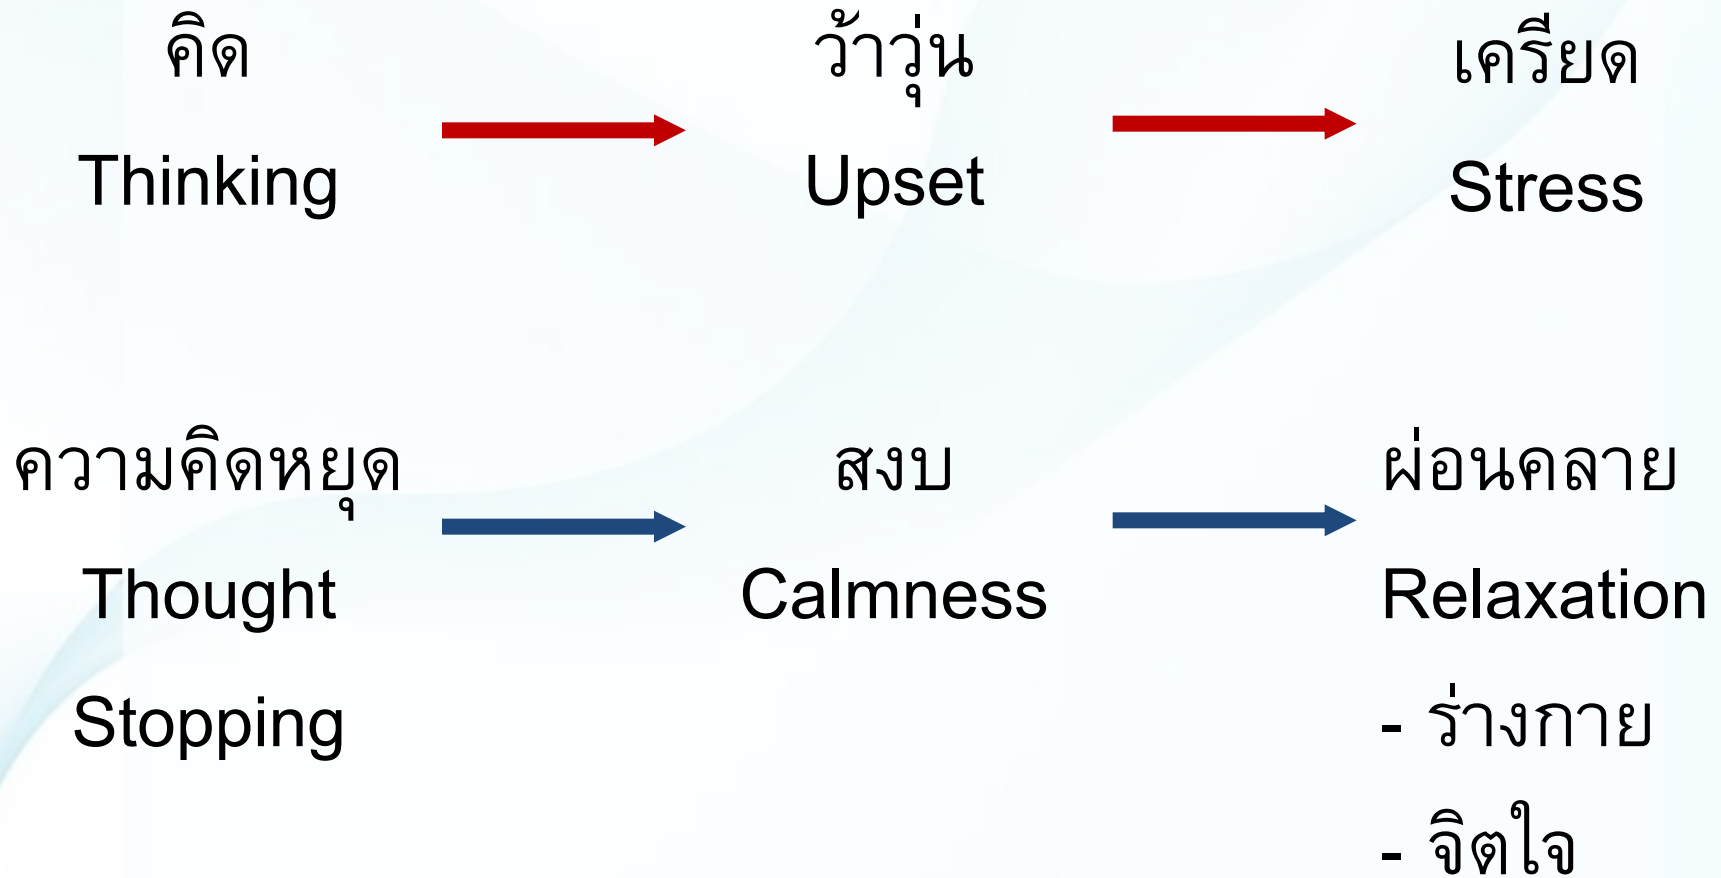 คิด
Thinking
ว้าวุ่น
Upset
เครียด
Stress
ความคิดหยุด
Thought
Stopping
สงบ
Calmness
ผ่อนคลาย
Relaxation
- ร่างกาย
- จิตใจ